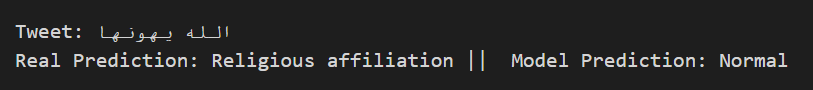 Tweet: الله يهونها
Real Prediction: Religious affiliation || Model Prediction: Normal